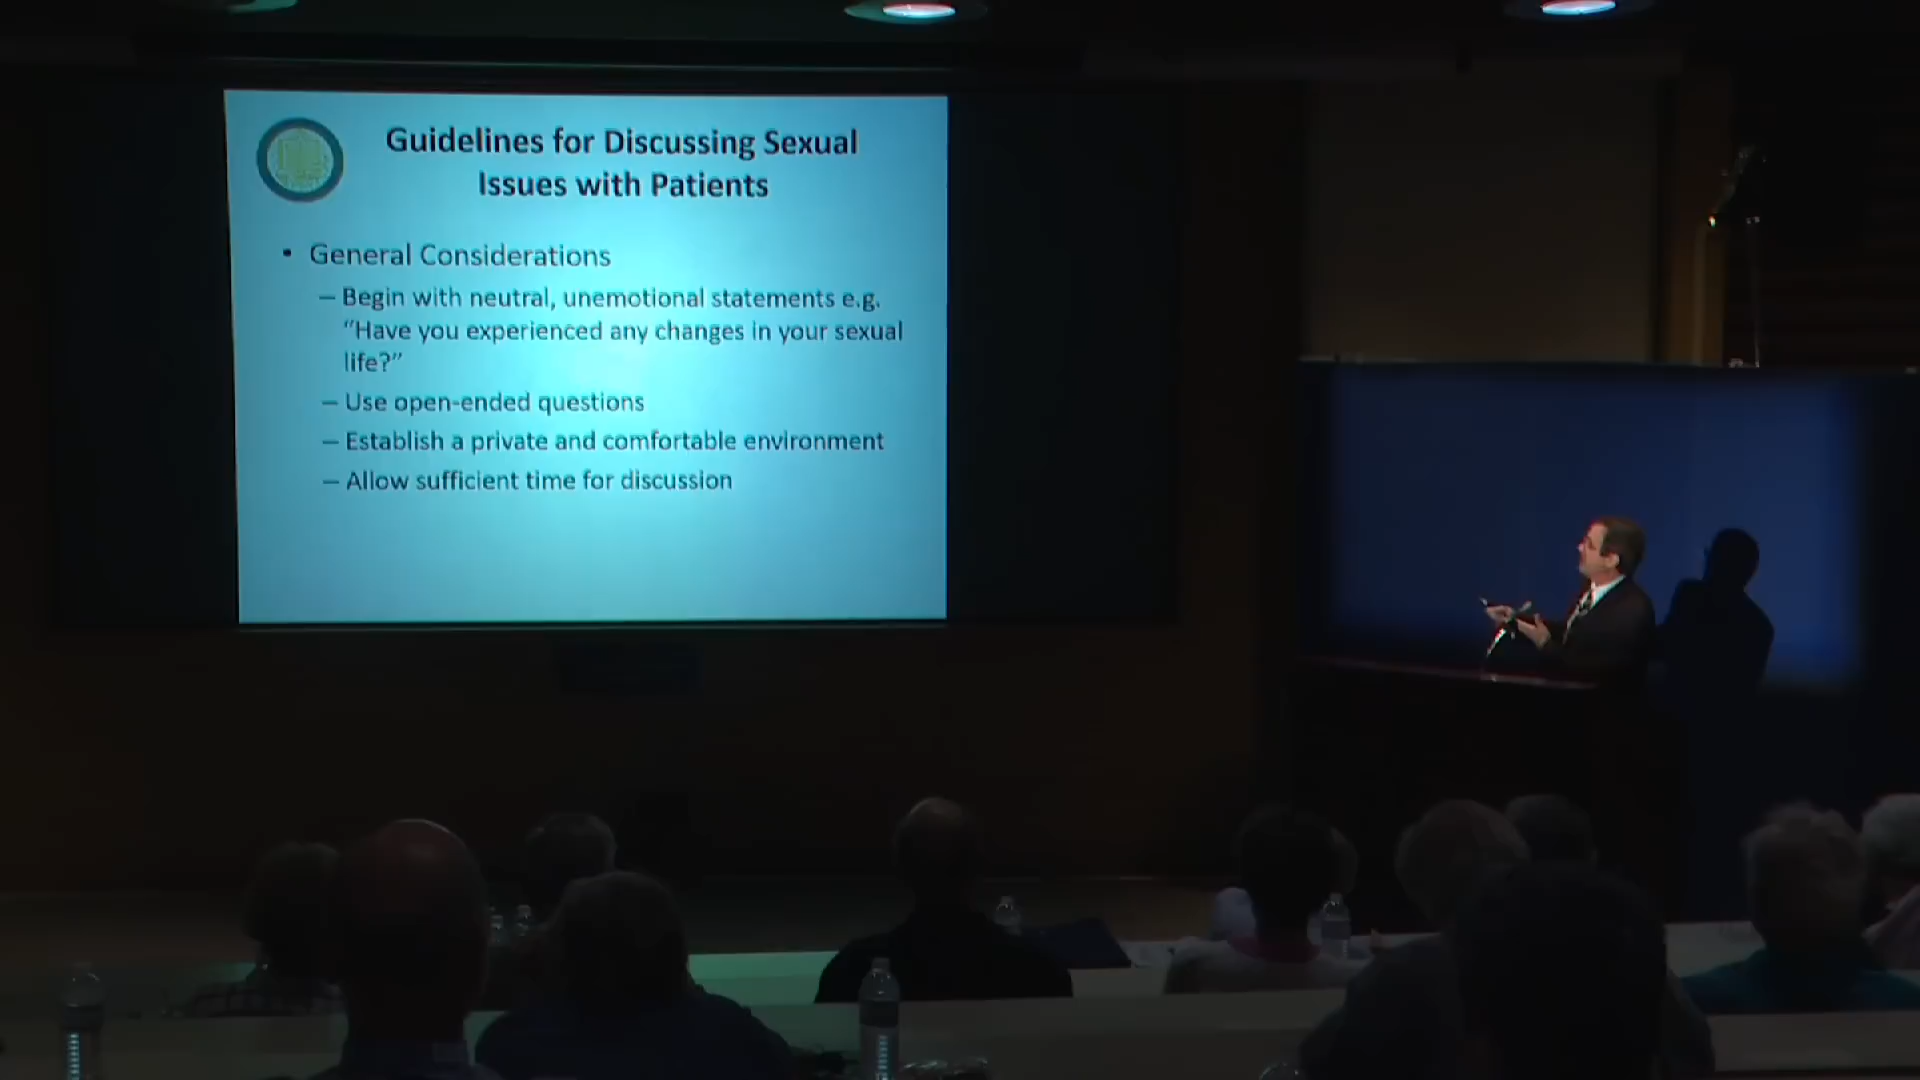 Guidelines for Discussing Sexual
Issues with Patients
• General Considerations
– Begin with neutral, unemotional statements e.g.
“Have you experienced any changes in your sexual
life?”
– Use open-ended questions
– Establish a private and comfortable environment
– Allow sufficient time for discussion